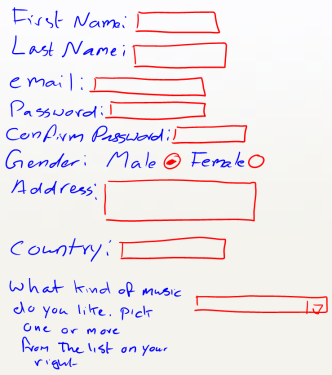 First Name:
Last Name:
email:
Password:
Confirm Password:
Gender: Male Female
Address:
Country:
What kind of music
do you like. pick
one or more
from the list on your
right